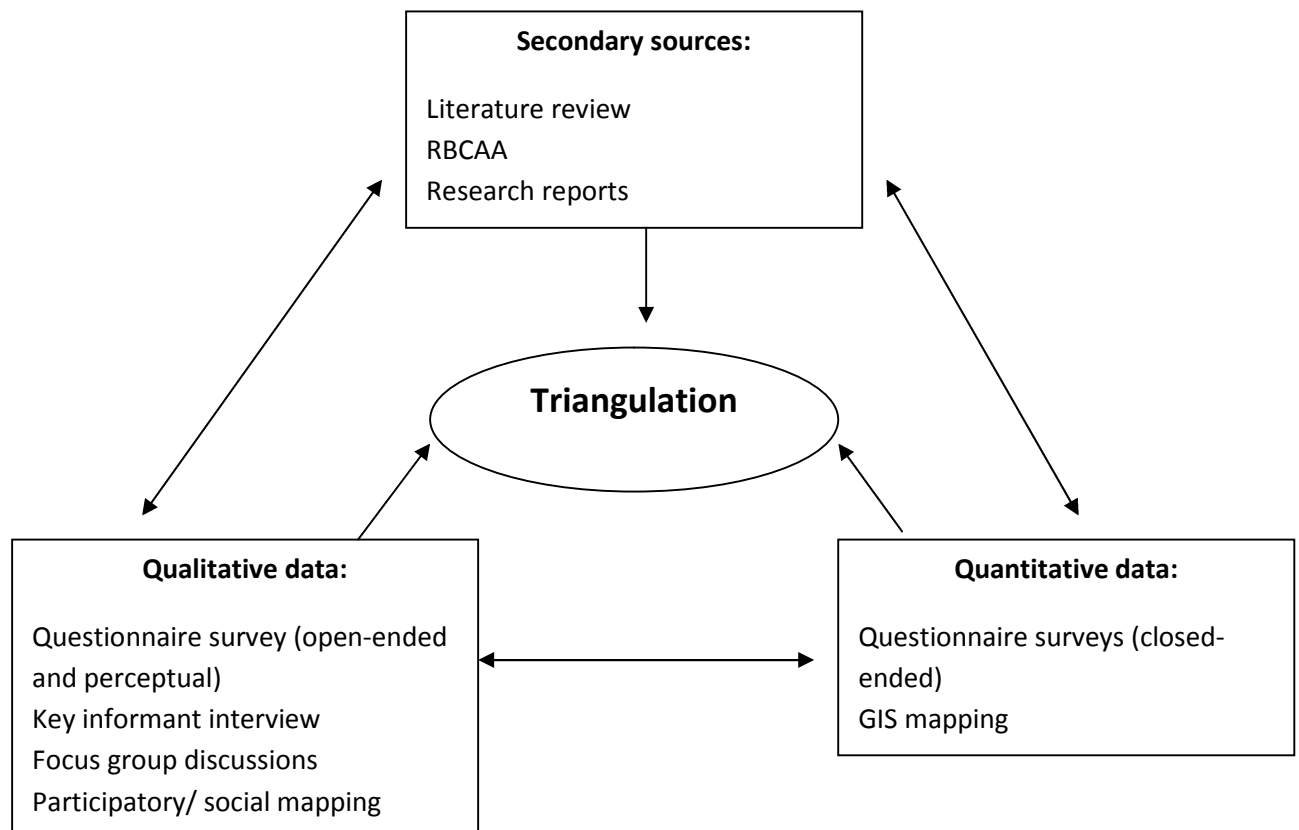 Secondary sources:
Literature review
RBCAA
Research reports
Triangulation
Qualitative data:
Questionnaire survey (open-ended
and perceptual)
Key informant interview
Focus group discussions
Participatory/ social mapping
Quantitative data:
Questionnaire surveys (closed-
ended)
GIS mapping